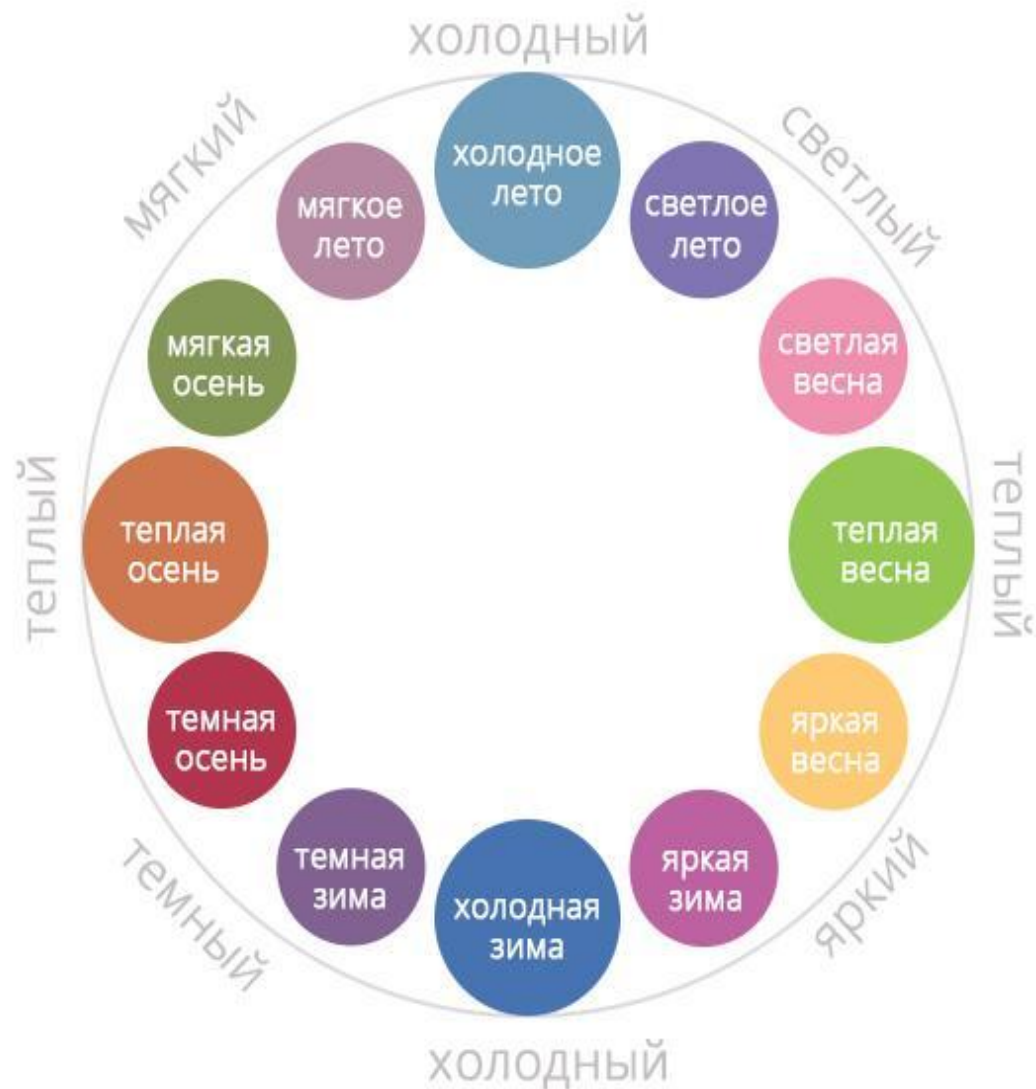 холодный
мягкий
светлый
холодное
лето
мягкое
лето
светлое
лето
мягкая
осень
светлая
весна
теплый
теплая
осень
теплая
весна
теплый
темная
осень
яркая
весна
темная
зима
холодная
зима
яркая
зима
темный
яркий
холодный